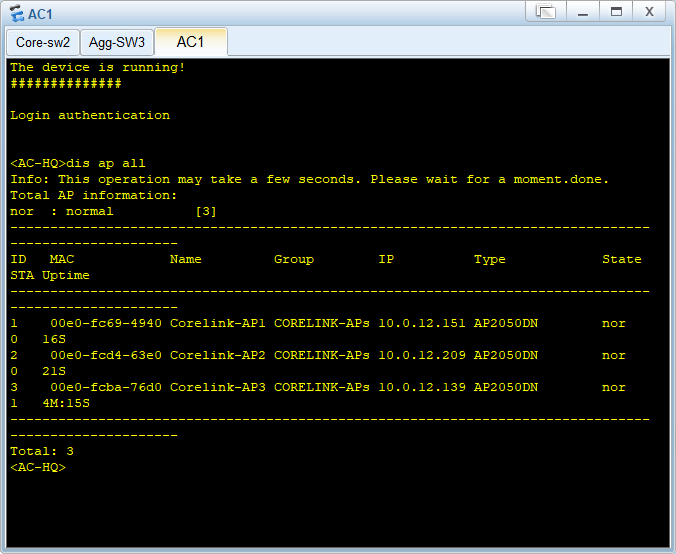 AC1
X
Core-sw2 Agg-SW3 AC1
The device is running!
##############
Login authentication
<AC-HQ>dis ap all
Info: This operation may take a few seconds. Please wait for a moment.done.
Total AP information:
nor  : normal          [3]
--------------------------------------------------------------------------------
---------------------
ID   MAC            Name         Group       IP          Type            State
STA Uptime
--------------------------------------------------------------------------------
---------------------
1    00e0-fc69-4940 Corelink-AP1 CORELINK-APs 10.0.12.151 AP2050DN        nor
0   16S
2    00e0-fcd4-63e0 Corelink-AP2 CORELINK-APs 10.0.12.209 AP2050DN        nor
0   21S
3    00e0-fcba-76d0 Corelink-AP3 CORELINK-APs 10.0.12.139 AP2050DN        nor
1   4M:15S
--------------------------------------------------------------------------------
---------------------
Total: 3
<AC-HQ>